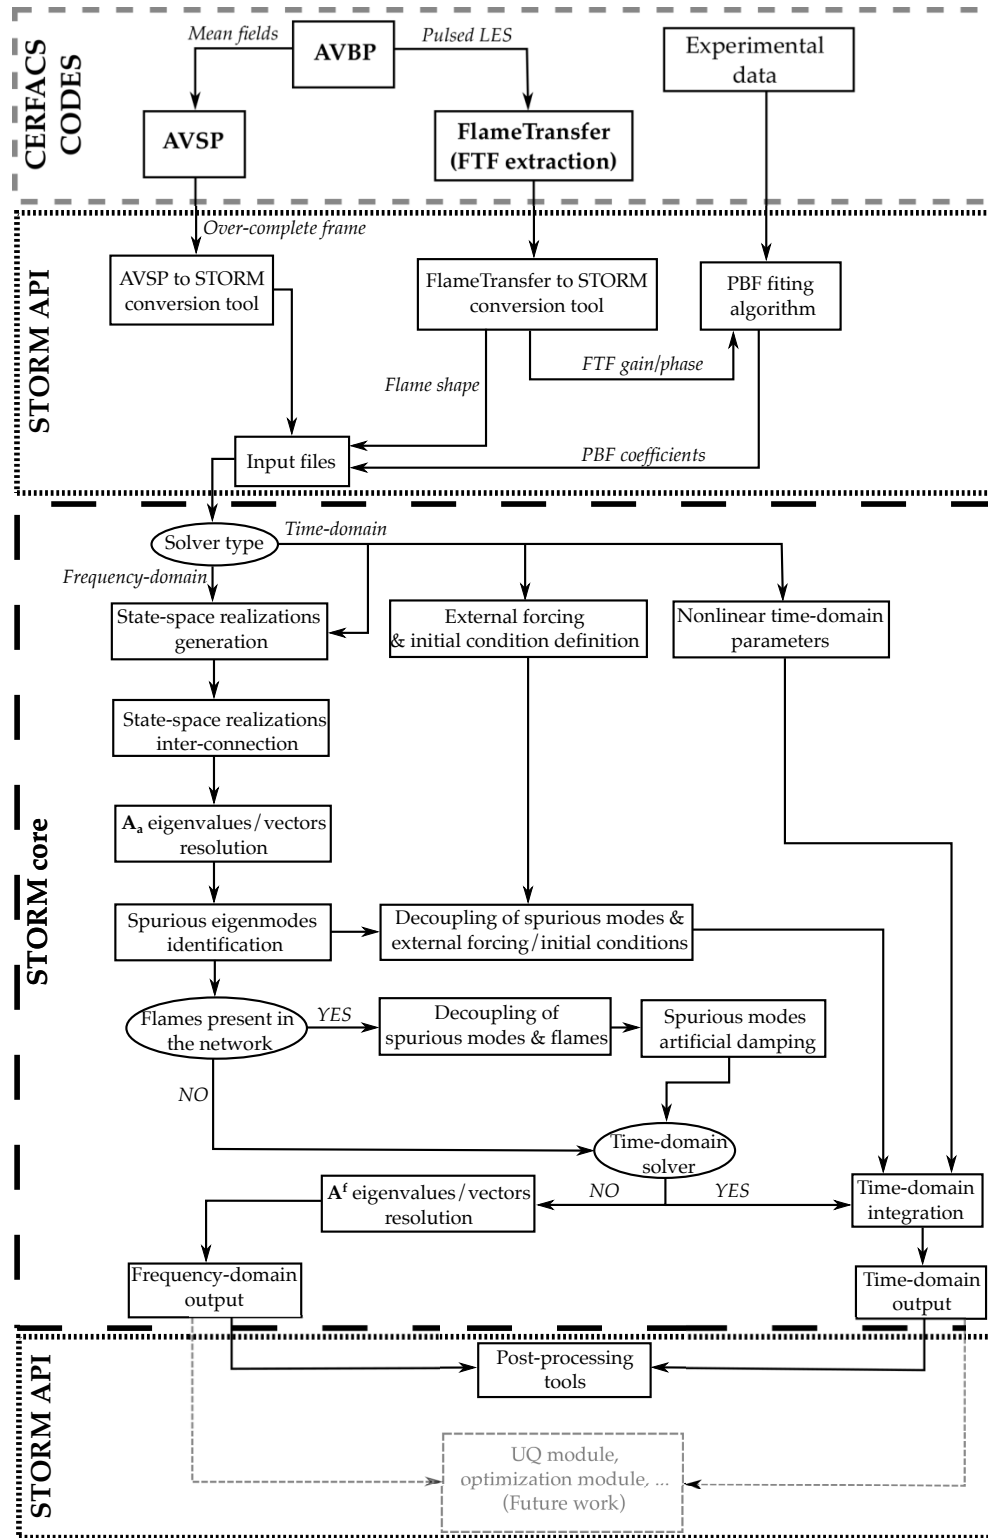 CERFACS
CODES
Mean fields
AVBP
Pulsed LES
Experimental
data
AVSP
FlameTransfer
(FTF extraction)
STORM API
Over-complete frame
AVSP to STORM
conversion tool
FlameTransfer to STORM
conversion tool
PBF fiting
algorithm
FTF gain/phase
Flame shape
Input files
PBF coefficients
STORM core
Solver type
Time-domain
Frequency-domain
State-space realizations
generation
External forcing
& initial condition definition
Nonlinear time-domain
parameters
State-space realizations
inter-connection
Aa eigenvalues/vectors
resolution
Spurious eigenmodes
identification
Decoupling of spurious modes &
external forcing/initial conditions
Flames present in
the network
YES
Decoupling of
spurious modes & flames
Spurious modes
artificial damping
NO
Time-domain
solver
NO
YES
Af eigenvalues/vectors
resolution
Time-domain
integration
Frequency-domain
output
Time-domain
output
STORM API
Post-processing
tools
UQ module,
optimization module, ...
(Future work)